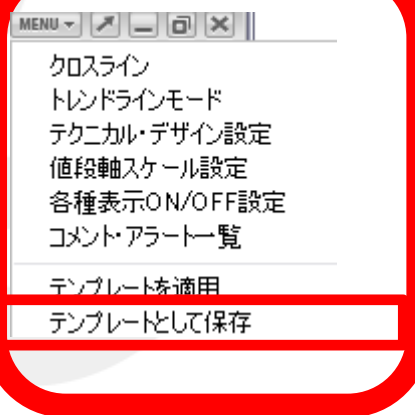 MENU
クロスライン
トレンドラインモード
テクニカル・デザイン設定
値段軸スケール設定
各種表示ON/OFF設定
コメント・アラート一覧
テンプレートを適用
テンプレートとして保存